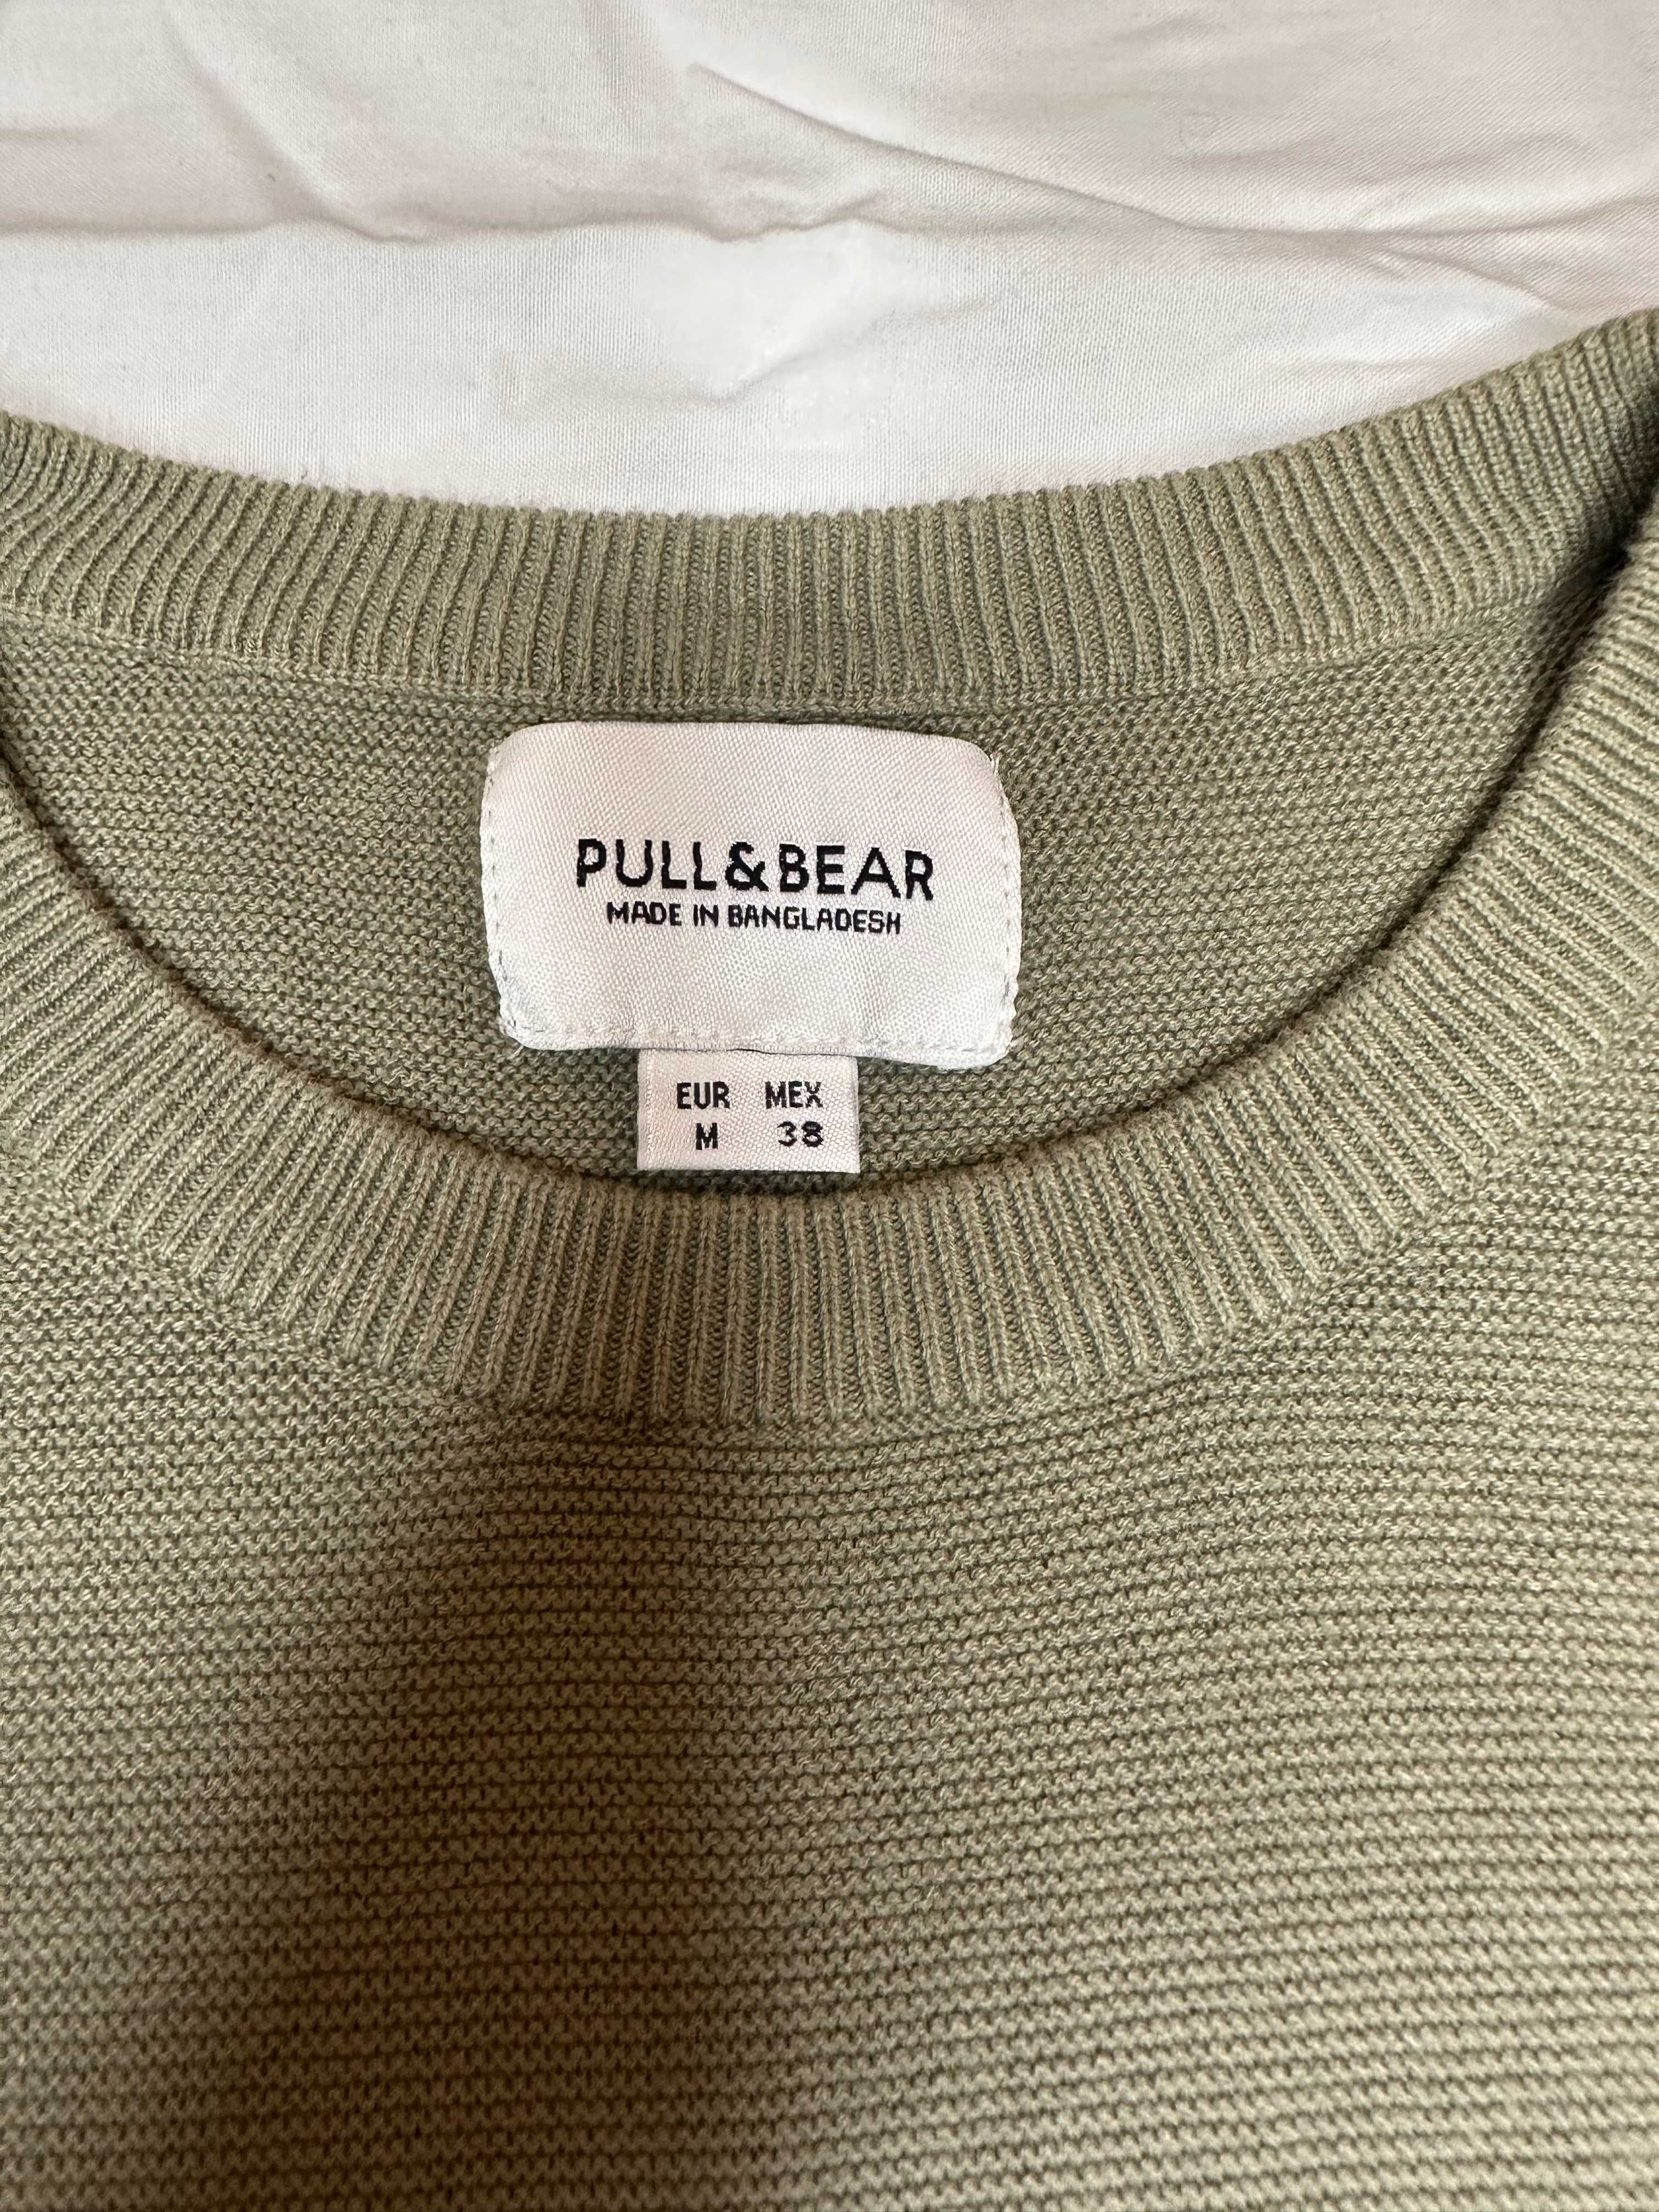 PULL&BEAR
MADE IN BANGLADESH
EUR MEX
M 38